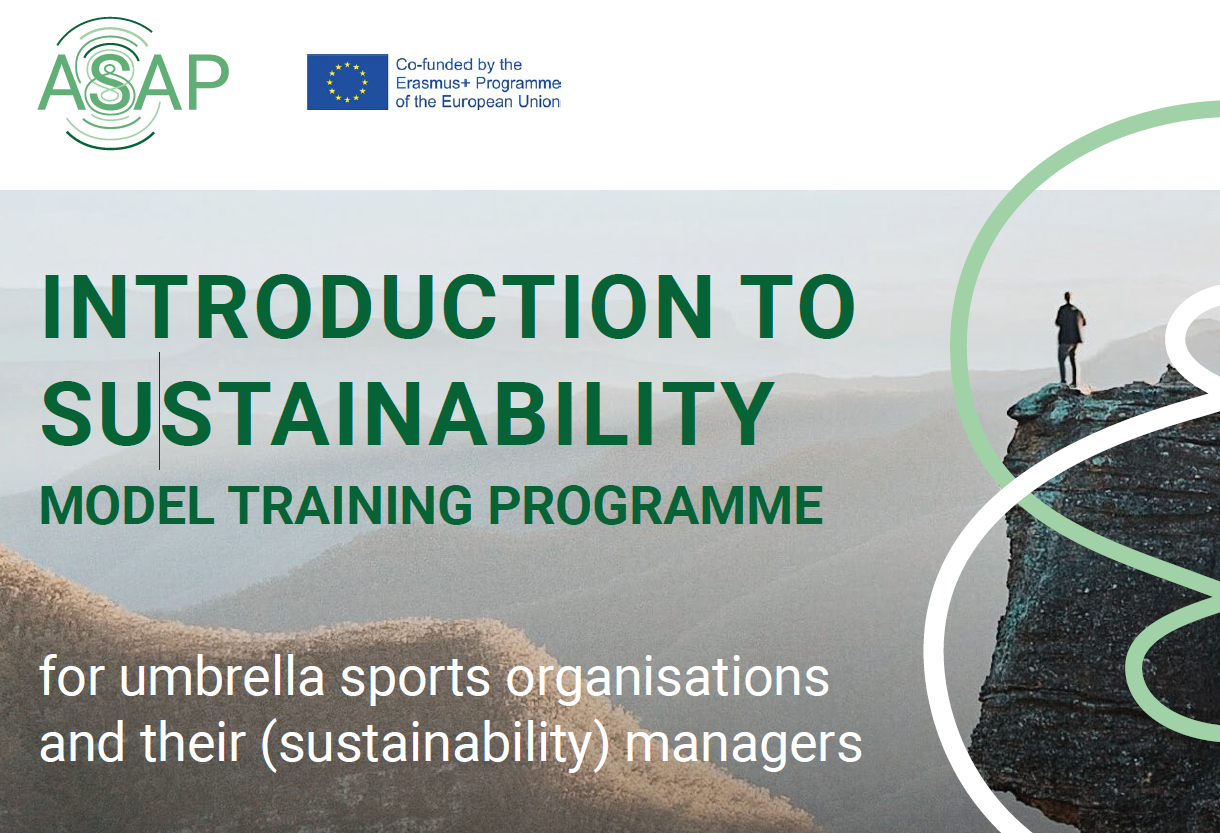 ASAP
Co-funded by the
Erasmus+ Programme
of the European Union
INTRODUCTION TO
SUSTAINABILITY
MODEL TRAINING PROGRAMME
for umbrella sports organisations
and their (sustainability) managers